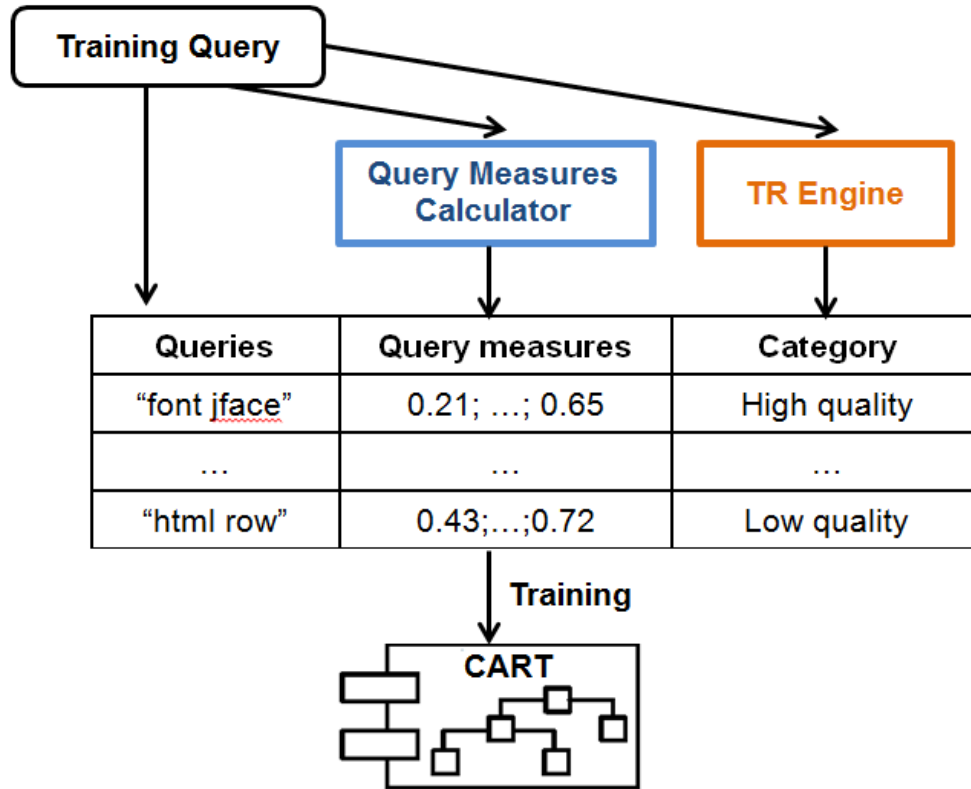 Training Query
Query Measures
Calculator
TR Engine
Queries
Query measures
Category
“font jface”
0.21; ...; 0.65
High quality
...
...
...
“html row”
0.43;...;0.72
Low quality
Training
CART